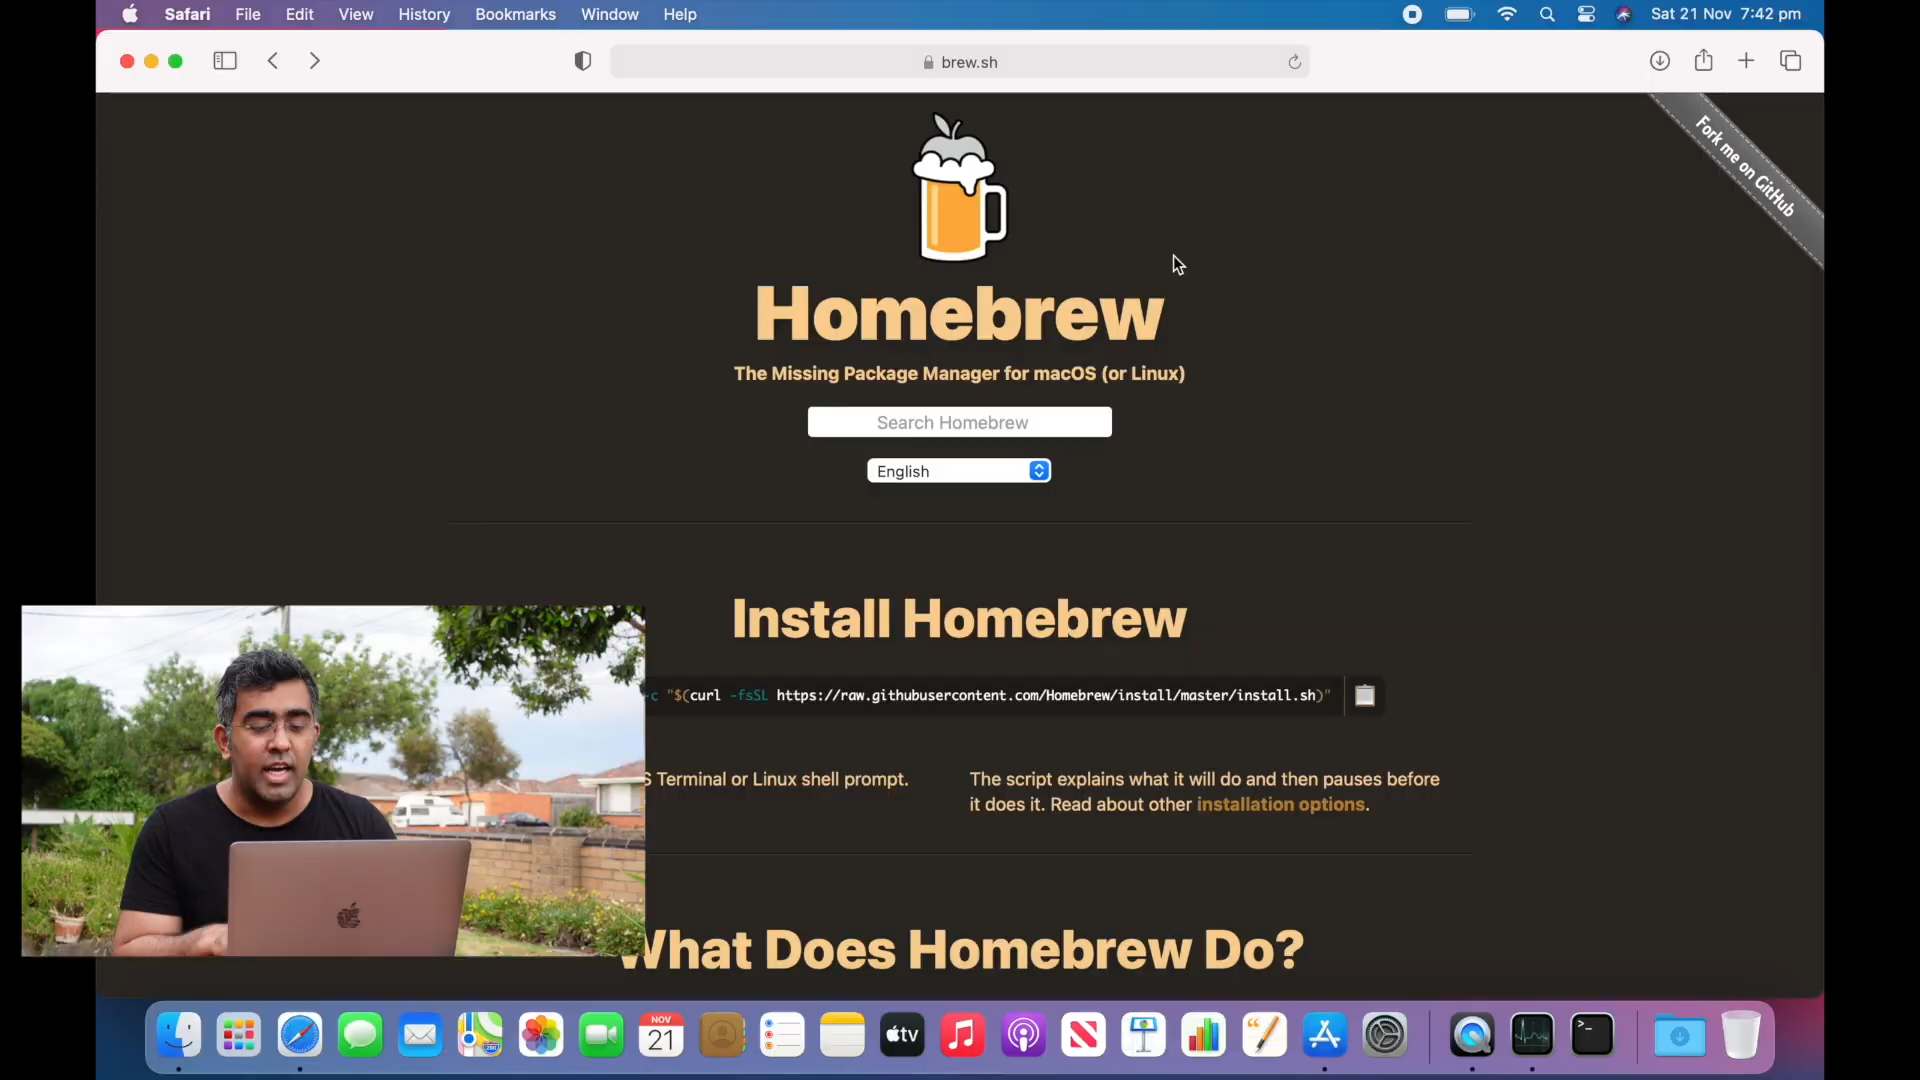 Safari File Edit View History Bookmarks Window Help Sat 21 Nov 7:42 pm
brew.sh
Fork me on GitHub
Homebrew
The Missing Package Manager for macOS (or Linux)
Search Homebrew
English
Install Homebrew
-c "$(curl -fsSL https://raw.githubusercontent.com/Homebrew/install/master/install.sh)"
S Terminal or Linux shell prompt.
The script explains what it will do and then pauses before
it does it. Read about other installation options.
What Does Homebrew Do?
NOV
21
tv